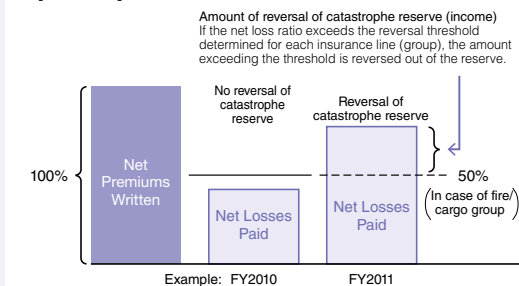 Amount of reversal of catastrophe reserve (income)
If the net loss ratio exceeds the reversal threshold
determined for each insurance line (group), the amount
exceeding the threshold is reversed out of the reserve.
No reversal of
catastrophe
reserve
Reversal of
catastrophe reserve
100%
Net
Premiums
Written
50%
(In case of fire/
cargo group)
Net Losses
Paid
Net Losses
Paid
Example: FY2010
FY2011